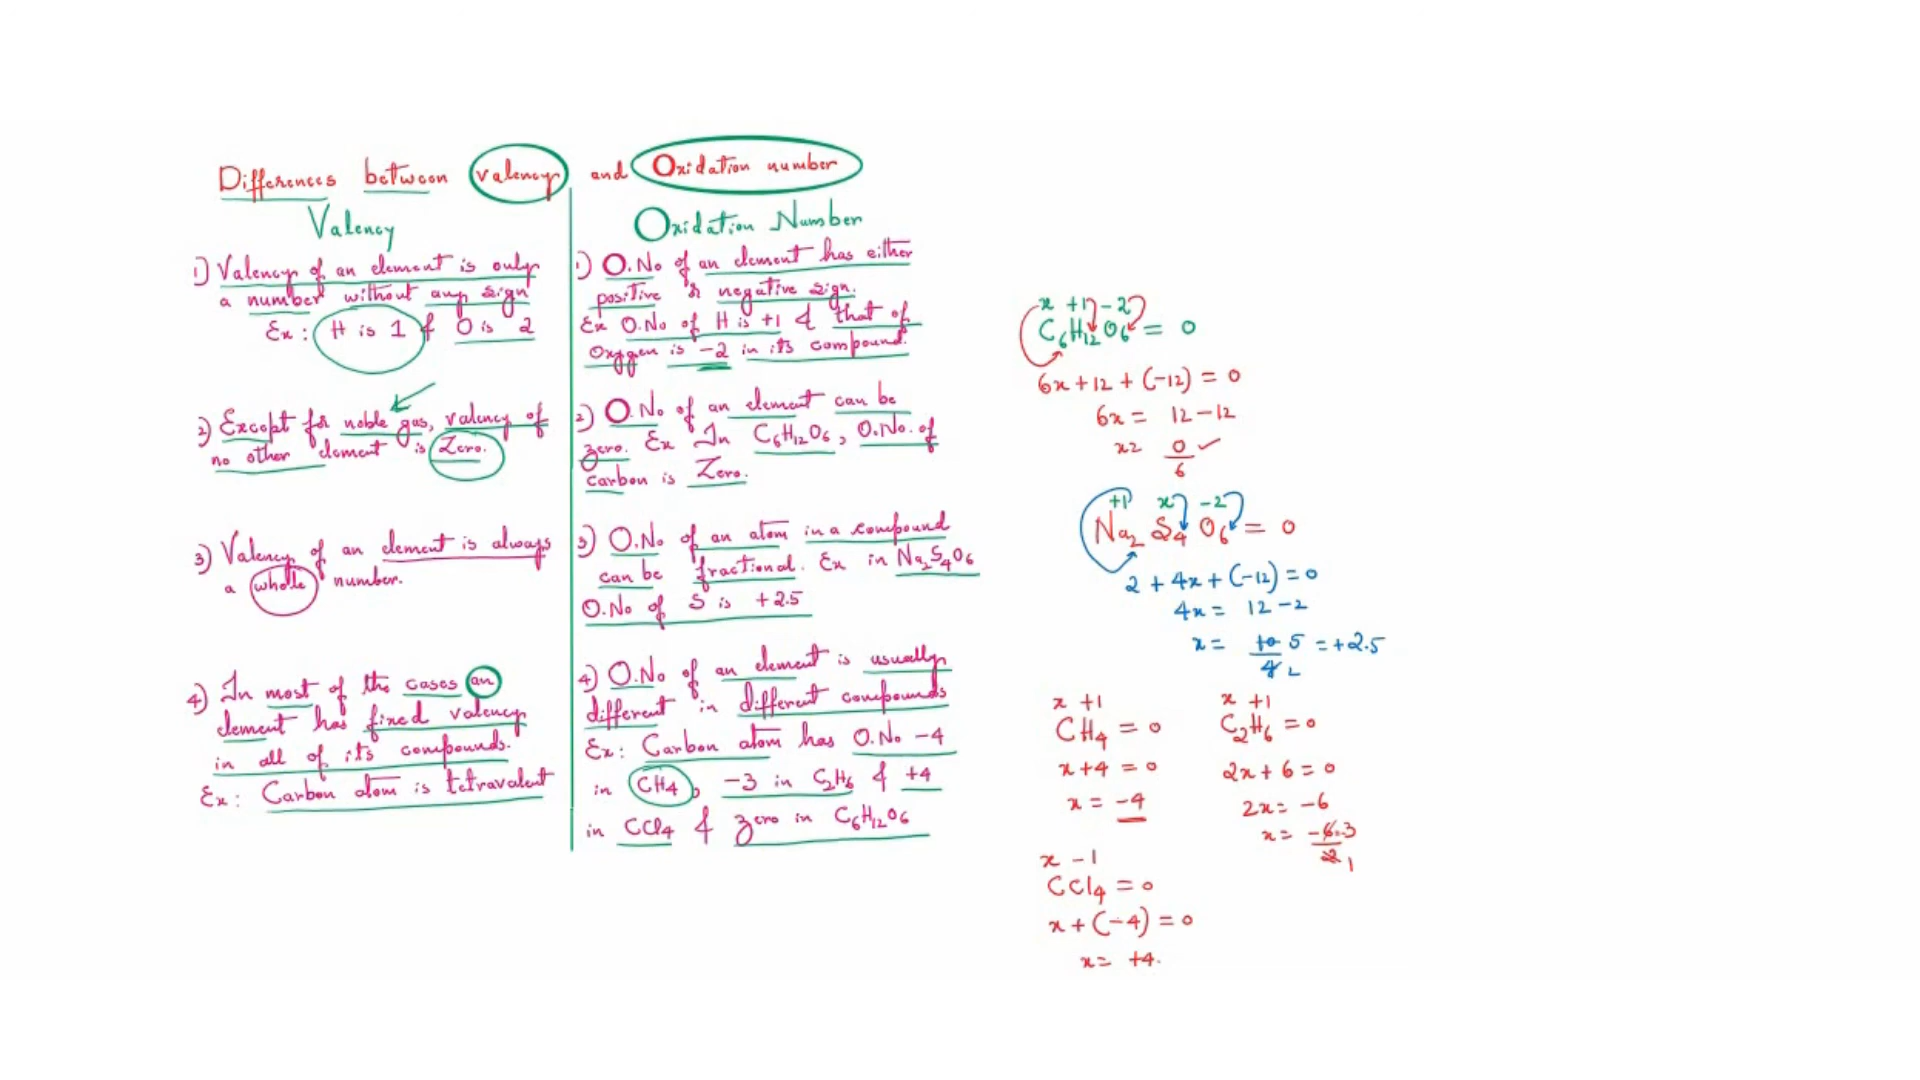 Differences between valency and Oxidation number
Valency
1) Valency of an element is only
a number without any sign
Ex: H is 1 & O is 2
2) Except for noble gas, valency of
no other element is Zero.
3) Valency of an element is always
a whole number.
4) In most of the cases an
element has fixed valency
in all of its compounds.
Ex: Carbon atom is tetravalent
Oxidation Number
1) O.No of an element has either
positive or negative sign.
Ex O.No of H is +1 & that of
Oxygen is -2 in its compound.
2) O.No of an element can be
zero. Ex In C6H12O6, O.No. of
carbon is Zero.
3) O.No of an atom in a compound
can be fractional. Ex in Na2S4O6
O.No of S is +2.5
4) O.No of an element is usually
different in different compounds
Ex: Carbon atom has O.No -4
in CH4, -3 in C2H6 & +4
in CCl4 & zero in C6H12O6
x +1 -2
C6H12O6 = 0
6x + 12 + (-12) = 0
6x = 12 - 12
x = 0/6
+1 x -2
Na2 S4 O6 = 0
2 + 4x + (-12) = 0
4x = 12 - 2
x = 10/4 5/2 = +2.5
x +1
CH4 = 0
x + 4 = 0
x = -4
x +1
C2H6 = 0
2x + 6 = 0
2x = -6
x = -6/2 3/1
x -1
CCl4 = 0
x + (-4) = 0
x = +4.